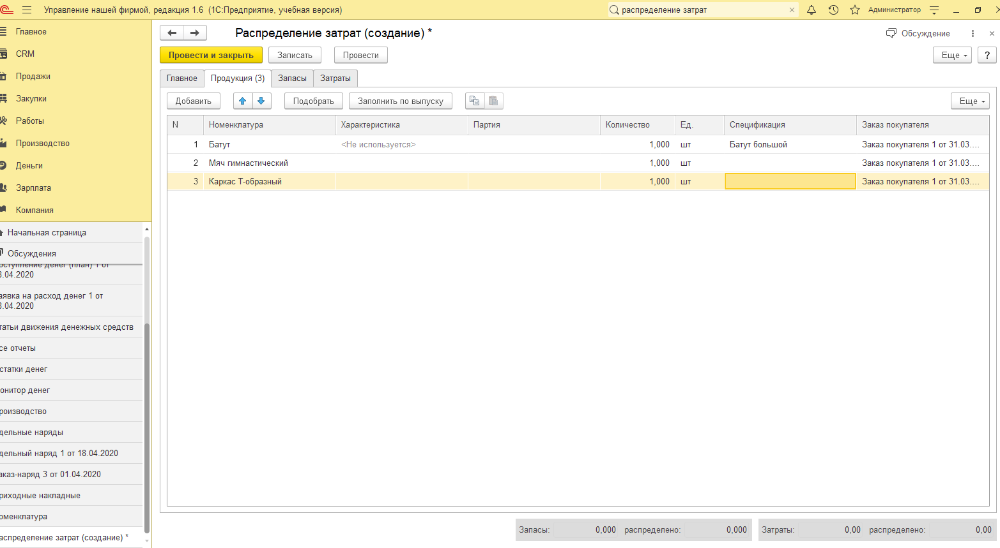 Управление нашей фирмой, редакция 1.6 (1С:Предприятие, учебная версия)
распределение затрат
Администратор
Главное
CRM
Продажи
Закупки
Работы
Производство
Деньги
Зарплата
Компания
Начальная страница
Обсуждения
оступление денег (план) 1 от
3.04.2020
аявка на расход денег 1 от
3.04.2020
татьи движения денежных средств
се отчеты
статки денег
онитор денег
роизводство
дельные наряды
дельный наряд 1 от 18.04.2020
аказ-наряд 3 от 01.04.2020
риходные накладные
оменклатура
аспределение затрат (создание) *
Распределение затрат (создание) *
Обсуждение
Провести и закрыть
Записать
Провести
Еще
?
Главное
Продукция (3)
Запасы
Затраты
Добавить
Подобрать
Заполнить по выпуску
Еще
N Номенклатура Характеристика Партия Количество Ед. Спецификация Заказ покупателя
1 Батут <Не используется> 1,000 шт Батут большой Заказ покупателя 1 от 31.03....
2 Мяч гимнастический 1,000 шт Заказ покупателя 1 от 31.03....
3 Каркас Т-образный 1,000 шт Заказ покупателя 1 от 31.03....
Запасы: 0,000 распределено: 0,000
Затраты: 0,00 распределено: 0,00